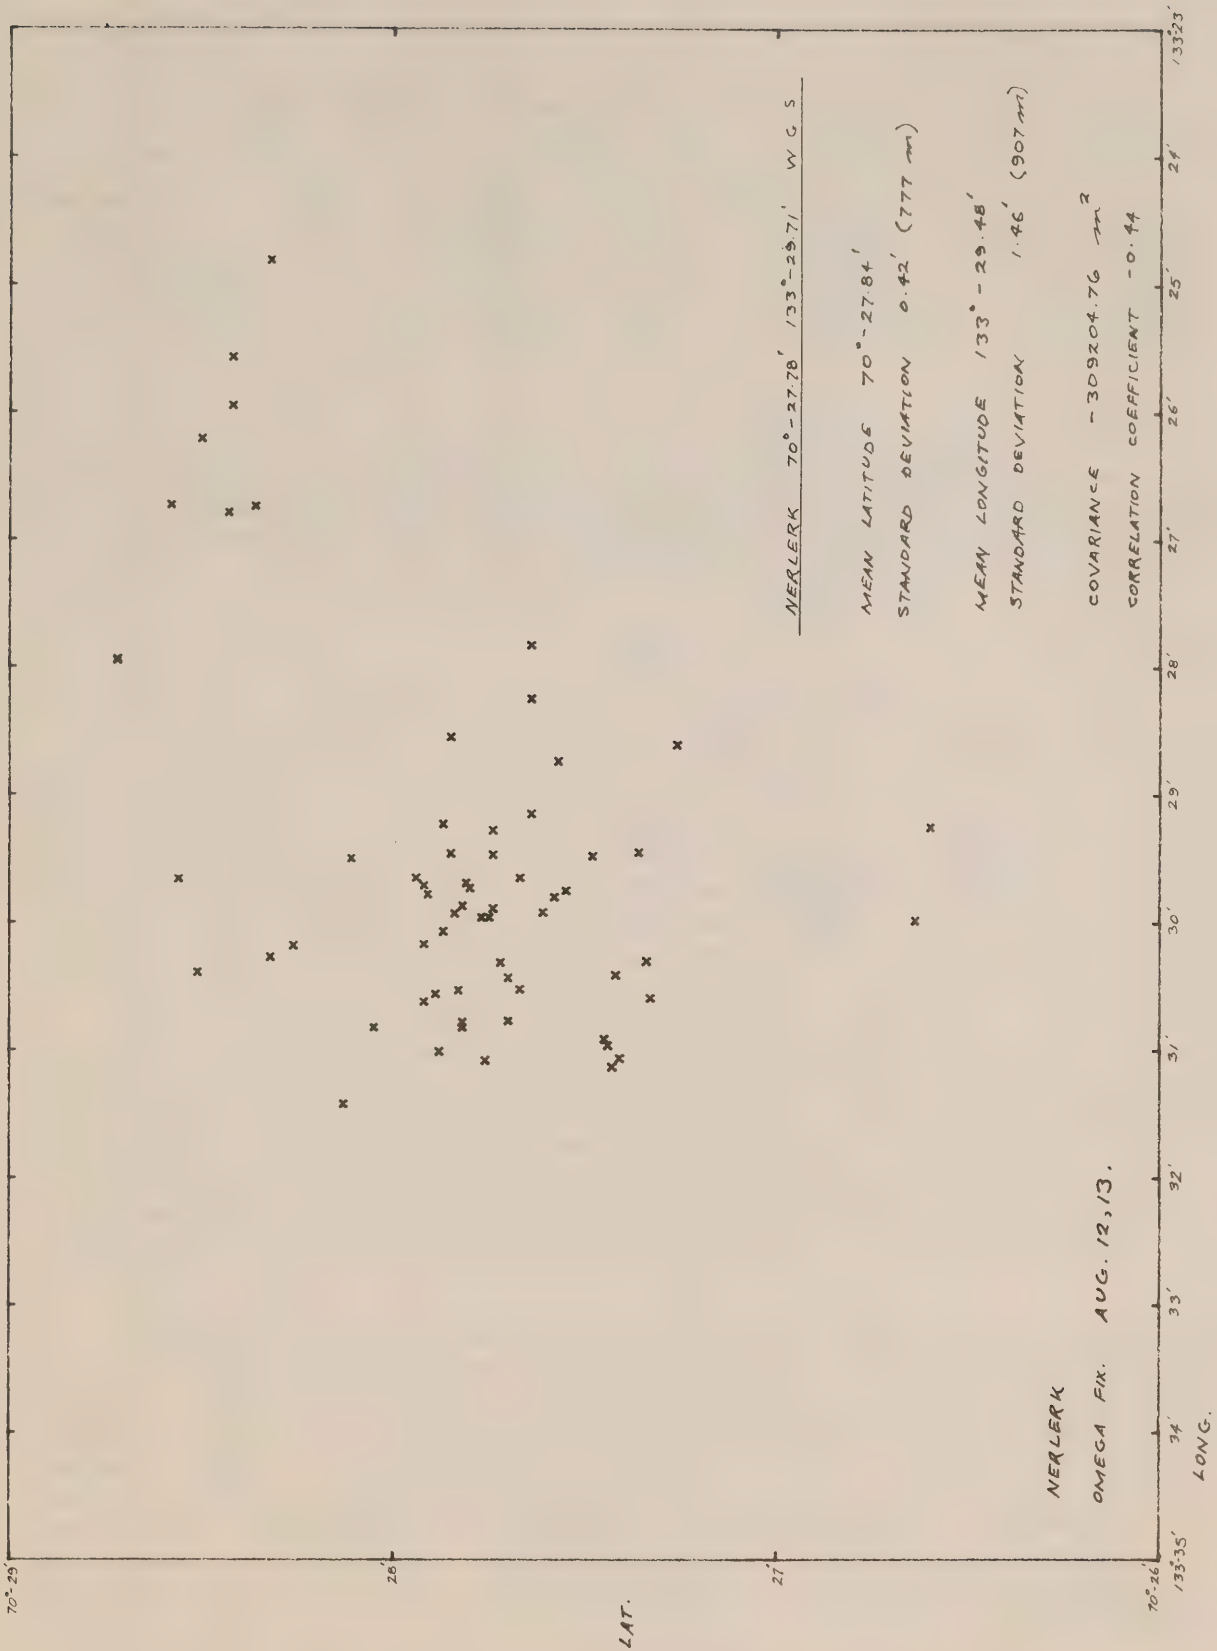 NERLERK 70°-27.78' 133°-29.71' W G S
MEAN LATITUDE 70°-27.84'
STANDARD DEVIATION 0.42' (777 m)
MEAN LONGITUDE 133°-29.48'
STANDARD DEVIATION 1.46' (907 m)
COVARIANCE -309204.76 m²
CORRELATION COEFFICIENT -0.44
NERLERK
OMEGA FIX. AUG. 12,13.
LAT.
70°-29'
28'
27'
70°-26'
133°-35' 34' 33' 32' 31' 30' 29' 28' 27' 26' 25' 24' 133°-23'
LONG.